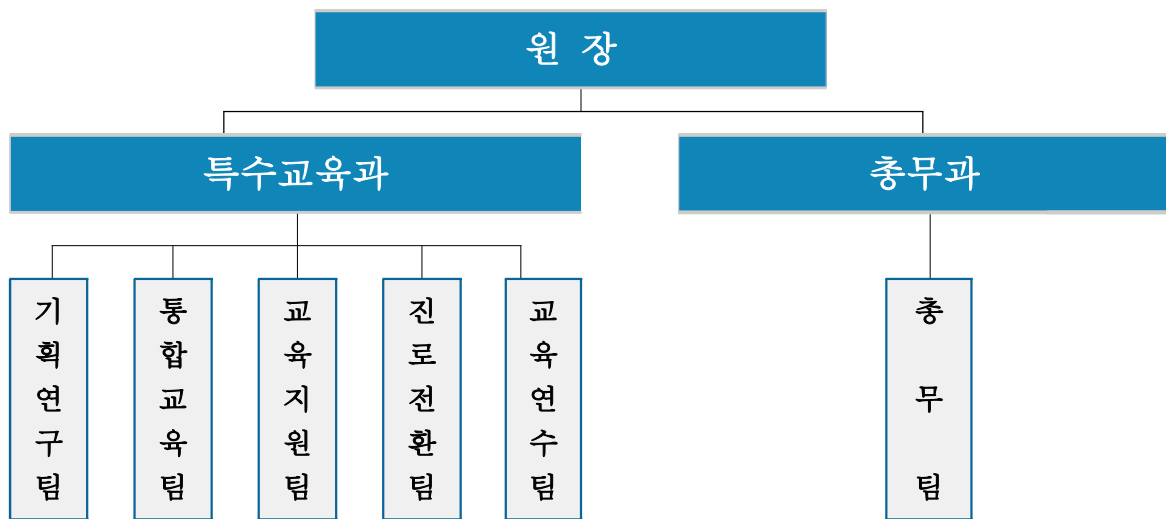 원 장
특수교육과
총무과
기획연구팀
통합교육팀
교육지원팀
진로전환팀
교육연수팀
총무팀